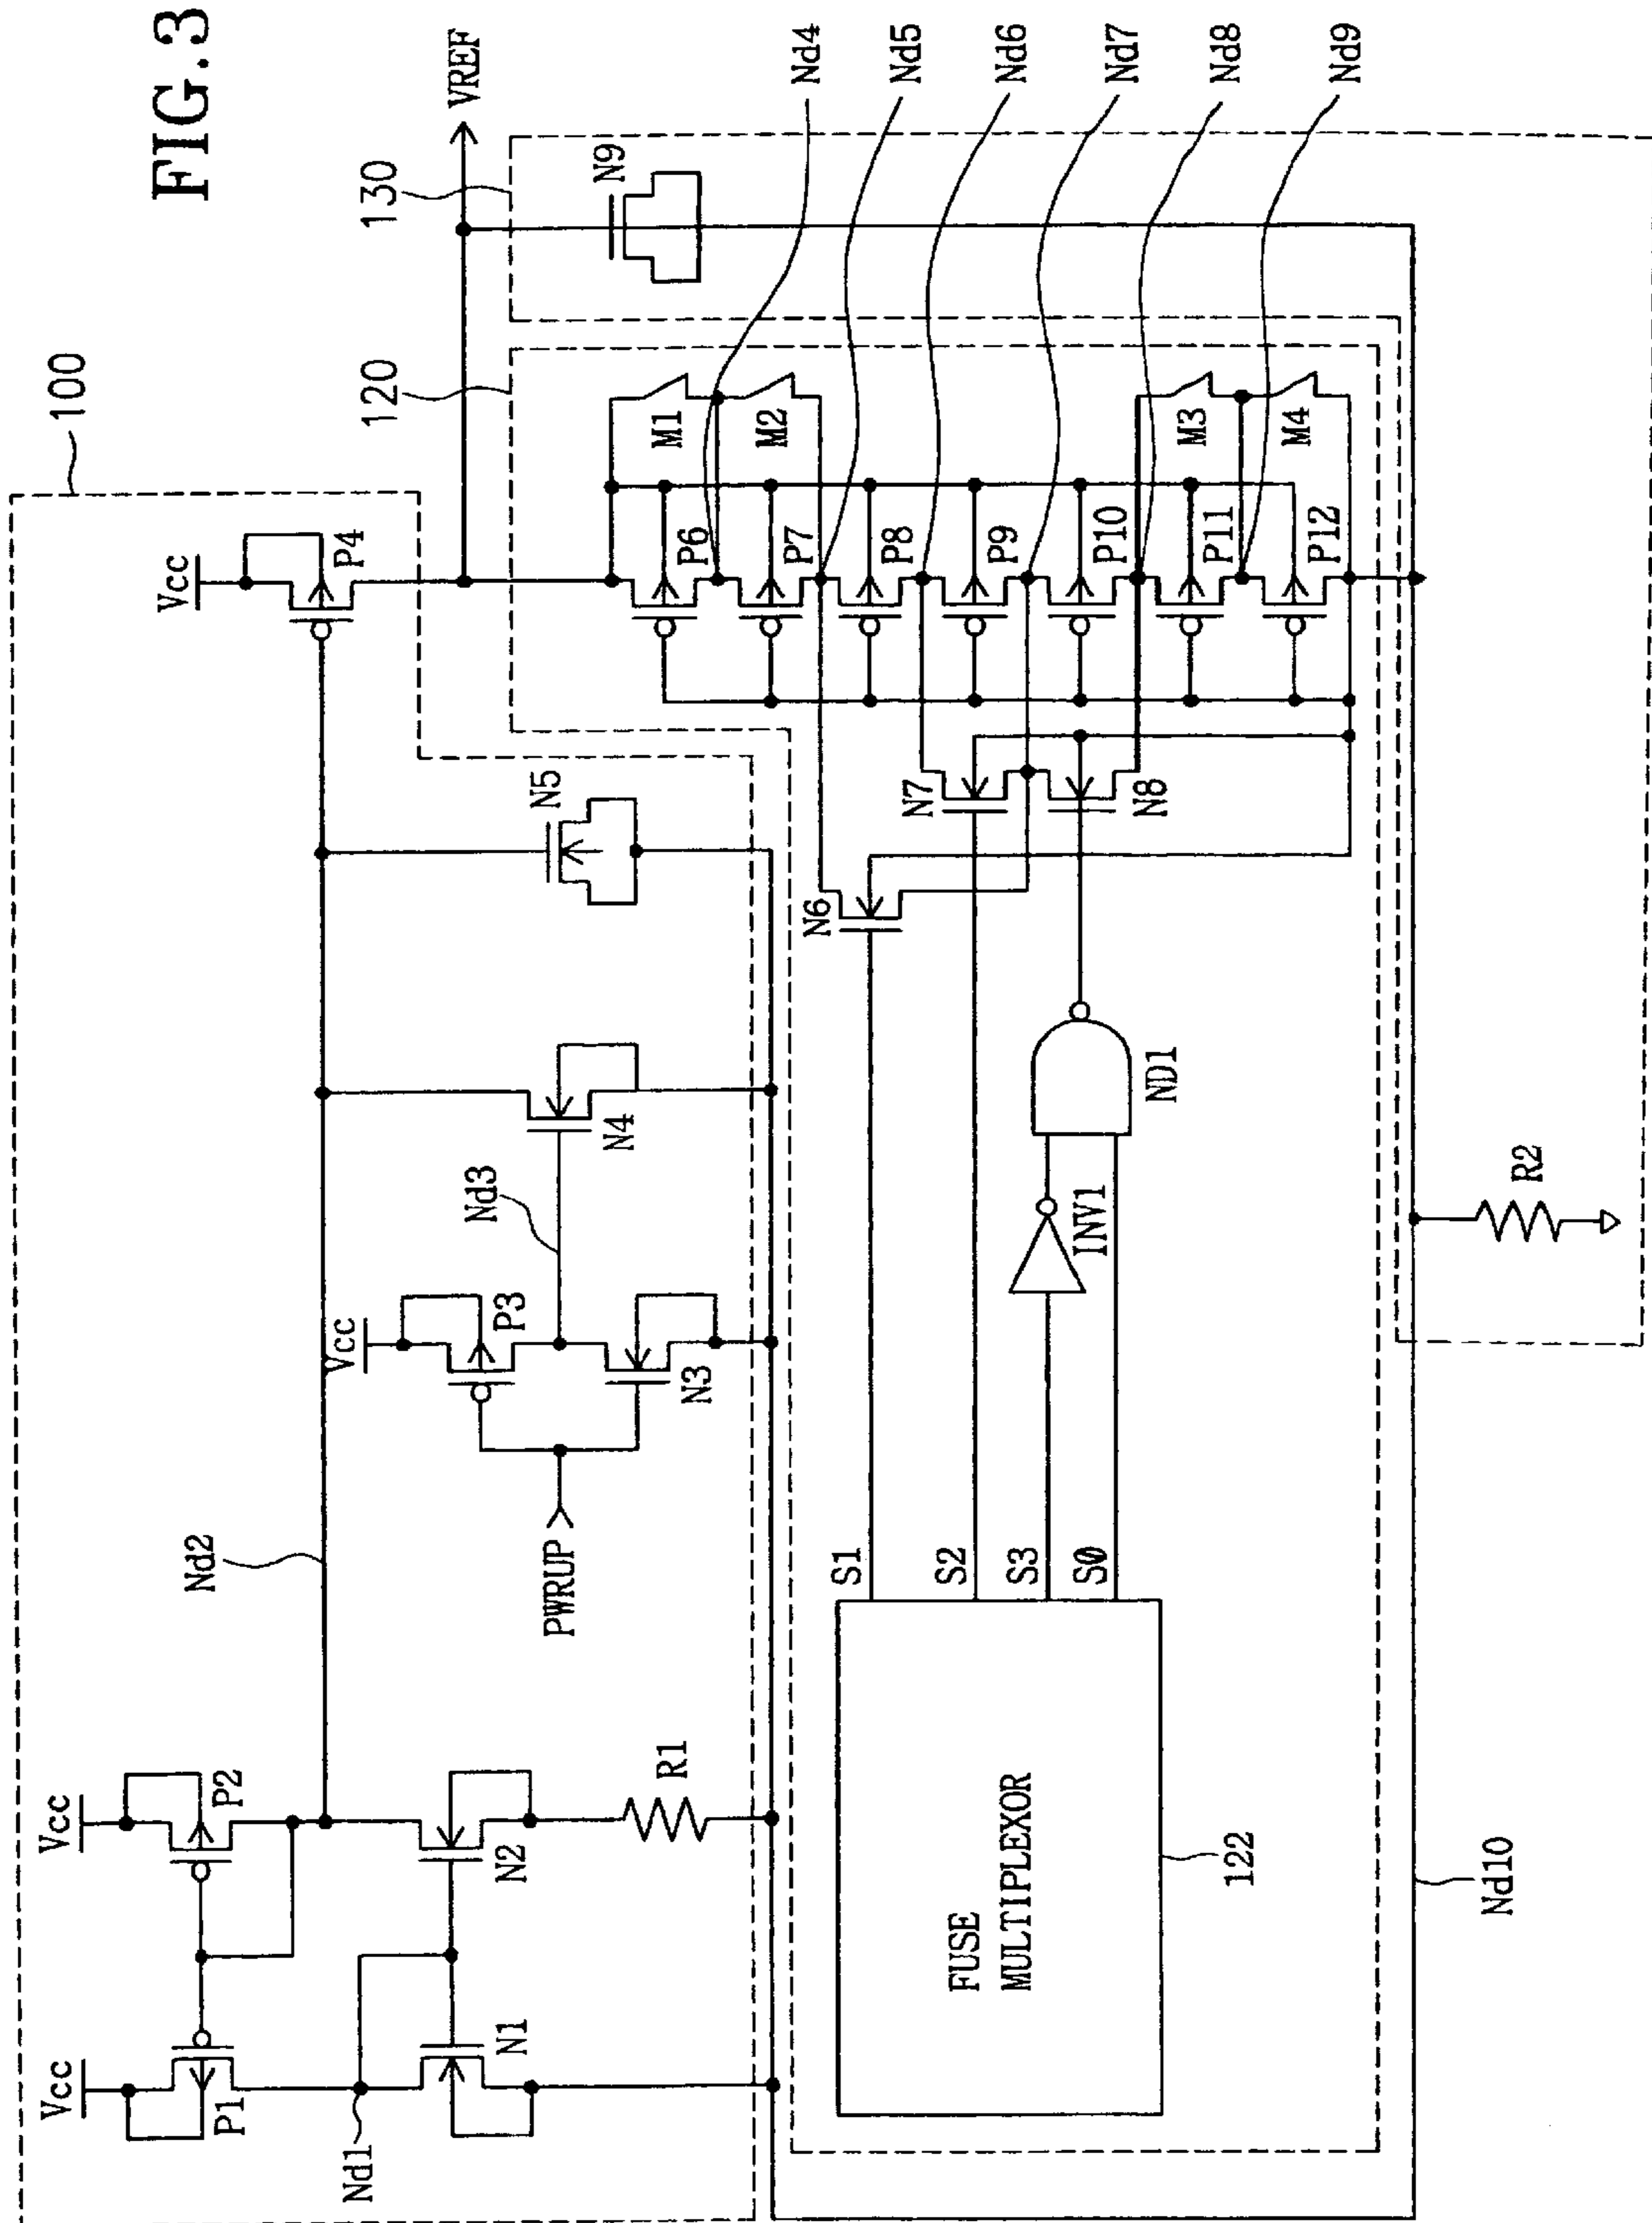 FIG.3
100
Vcc
Vcc
Vcc
Vcc
P1
P2
P3
P4
Nd1
Nd2
Nd3
N1
N2
N3
N4
N5
R1
PWRUP
VREF
120
130
N9
M1
M2
M3
M4
P6
P7
P8
P9
P10
P11
P12
Nd4
Nd5
Nd6
Nd7
Nd8
Nd9
N6
N7
N8
S1
S2
S3
S0
INV1
ND1
FUSE
MULTIPLEXOR
122
Nd10
R2